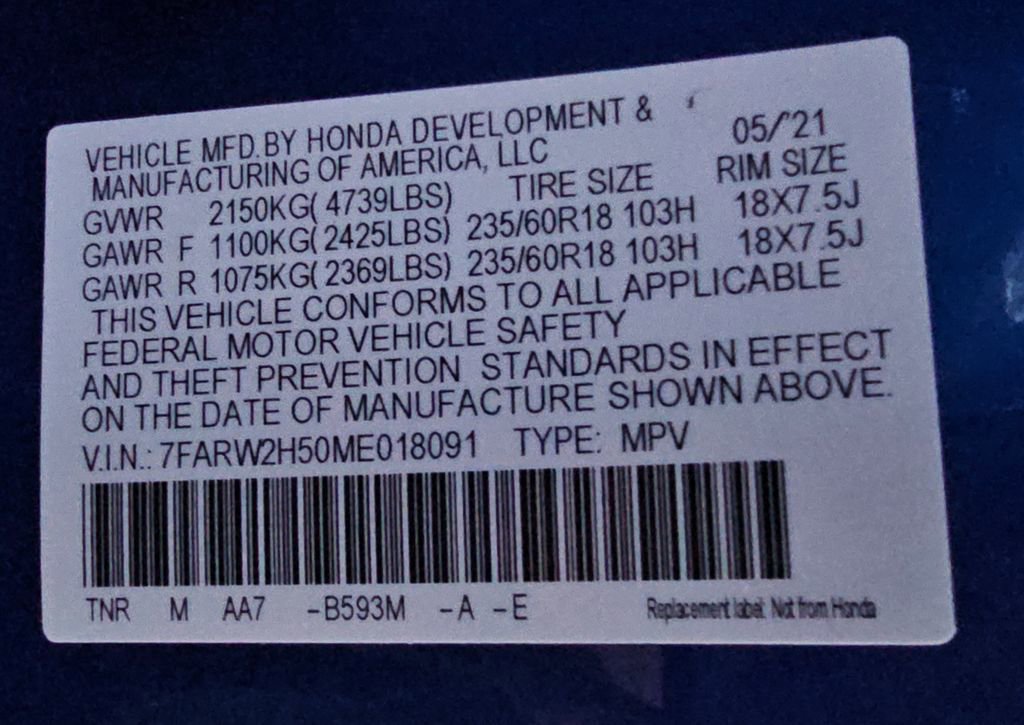 VEHICLE MFD. BY HONDA DEVELOPMENT &
MANUFACTURING OF AMERICA, LLC 05/'21
GVWR 2150KG( 4739LBS) TIRE SIZE RIM SIZE
GAWR F 1100KG( 2425LBS) 235/60R18 103H 18X7.5J
GAWR R 1075KG( 2369LBS) 235/60R18 103H 18X7.5J
THIS VEHICLE CONFORMS TO ALL APPLICABLE
FEDERAL MOTOR VEHICLE SAFETY
AND THEFT PREVENTION STANDARDS IN EFFECT
ON THE DATE OF MANUFACTURE SHOWN ABOVE.
V.I.N.: 7FARW2H50ME018091 TYPE: MPV
TNR M AA7 -B593M -A -E Replacement label: Not from Honda